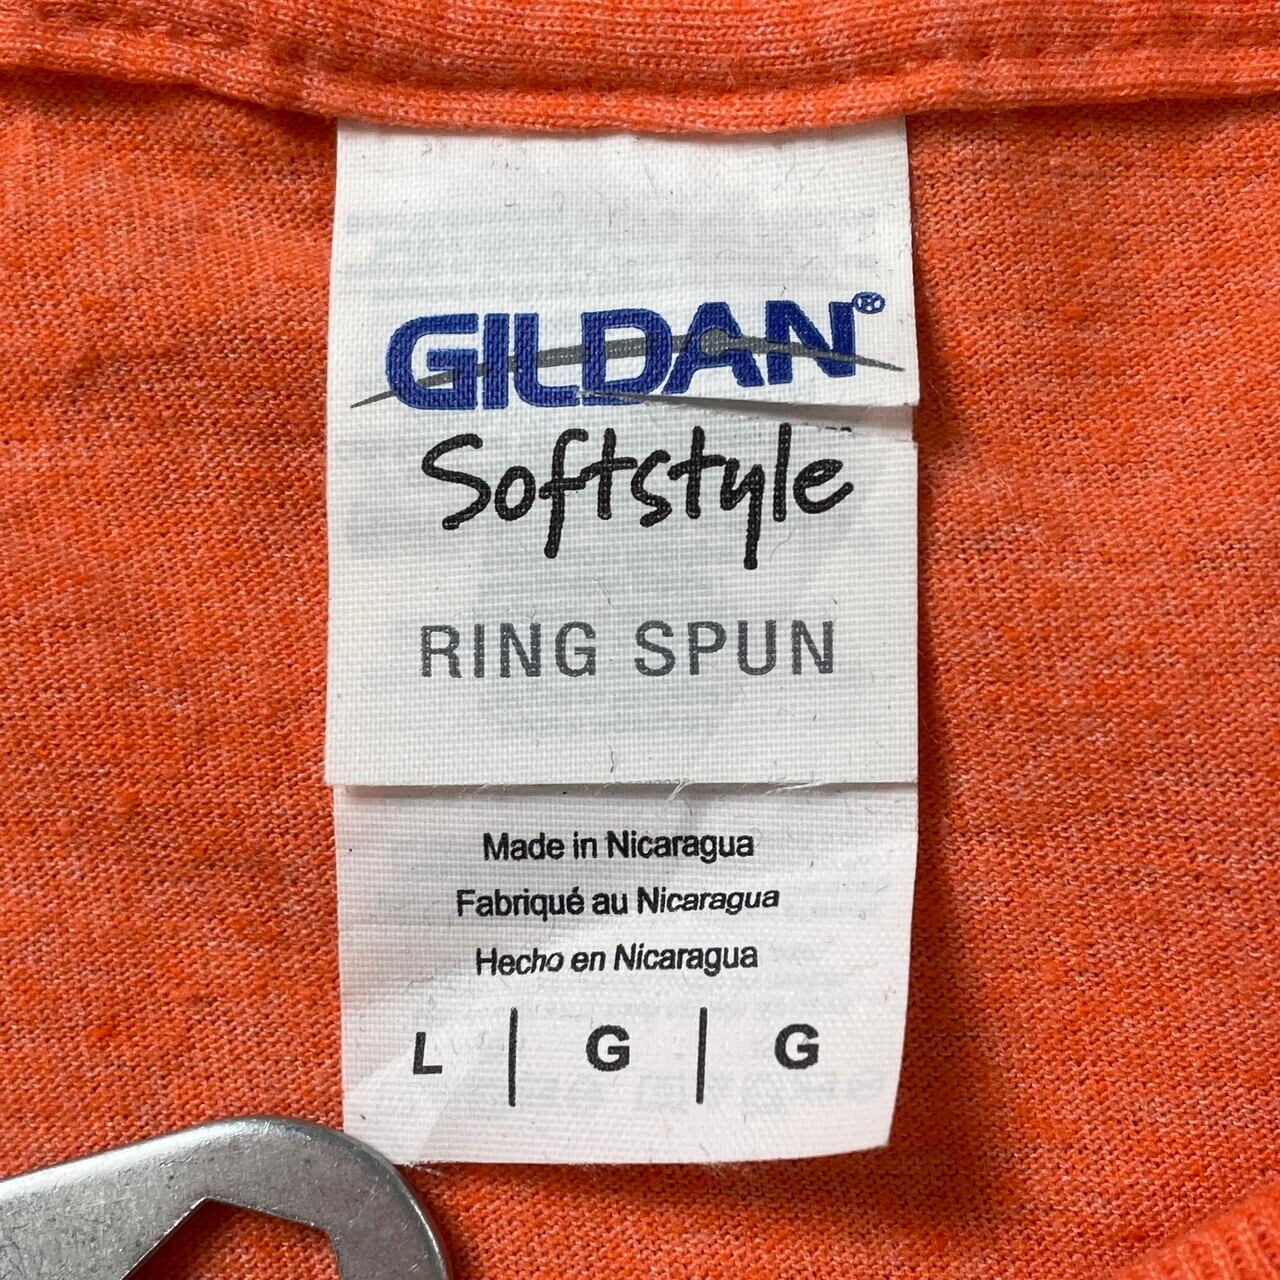 GILDAN®
Softstyle
RING SPUN
Made in Nicaragua
Fabriqué au Nicaragua
Hecho en Nicaragua
L | G | G